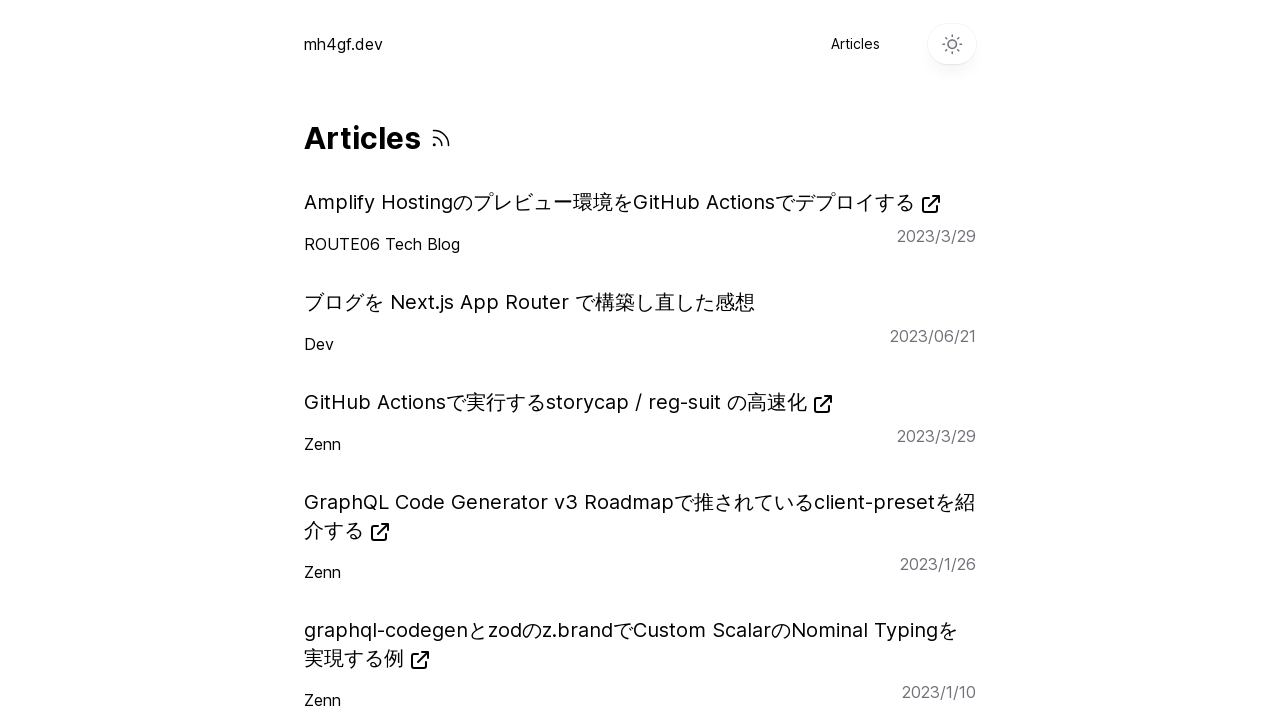 mh4gf.dev
Articles
Articles
Amplify Hostingのプレビュー環境をGitHub Actionsでデプロイする
ROUTE06 Tech Blog
2023/3/29
ブログを Next.js App Router で構築し直した感想
Dev
2023/06/21
GitHub Actionsで実行するstorycap / reg-suit の高速化
Zenn
2023/3/29
GraphQL Code Generator v3 Roadmapで推されているclient-presetを紹
介する
Zenn
2023/1/26
graphql-codegenとzodのz.brandでCustom ScalarのNominal Typingを
実現する例
Zenn
2023/1/10